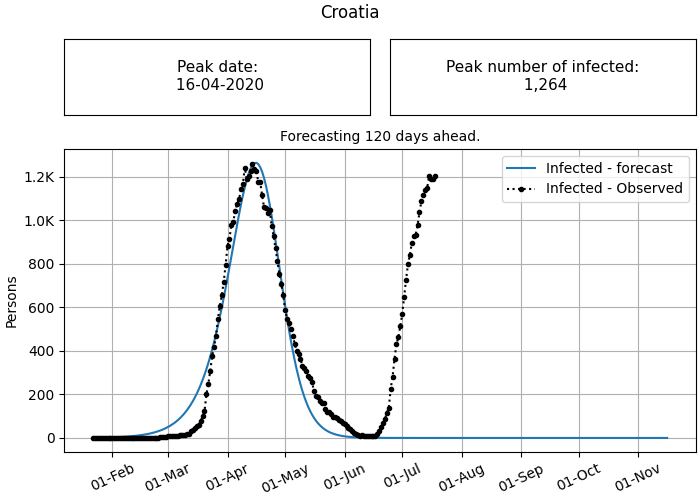 Croatia
Peak date:
16-04-2020
Peak number of infected:
1,264
Forecasting 120 days ahead.
Infected - forecast
Infected - Observed
Persons
1.2K
1.0K
800
600
400
200
0
01-Feb
01-Mar
01-Apr
01-May
01-Jun
01-Jul
01-Aug
01-Sep
01-Oct
01-Nov